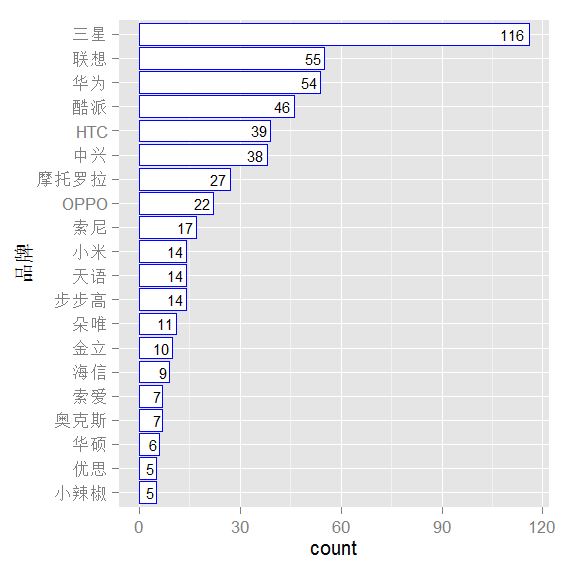 三星 116
联想 55
华为 54
酷派 46
HTC 39
中兴 38
摩托罗拉 27
OPPO 22
索尼 17
小米 14
天语 14
步步高 14
朵唯 11
金立 10
海信 9
索爱 7
奥克斯 7
华硕 6
优思 5
小辣椒 5
品牌
0 30 60 90 120
count